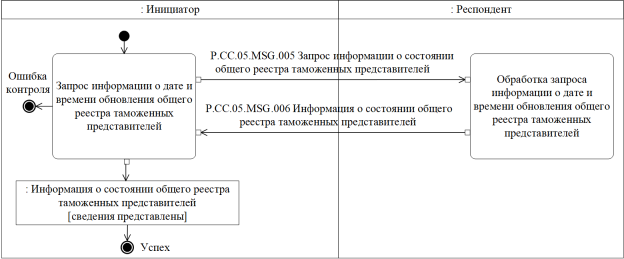 : Инициатор
: Респондент
Ошибка
контроля
Запрос информации о дате и
времени обновления общего
реестра таможенных
представителей
P.CC.05.MSG.005 Запрос информации о состоянии
общего реестра таможенных представителей
P.CC.05.MSG.006 Информация о состоянии общего
реестра таможенных представителей
Обработка запроса
информации о дате и
времени обновления общего
реестра таможенных
представителей
: Информация о состоянии общего реестра
таможенных представителей
[сведения представлены]
Успех